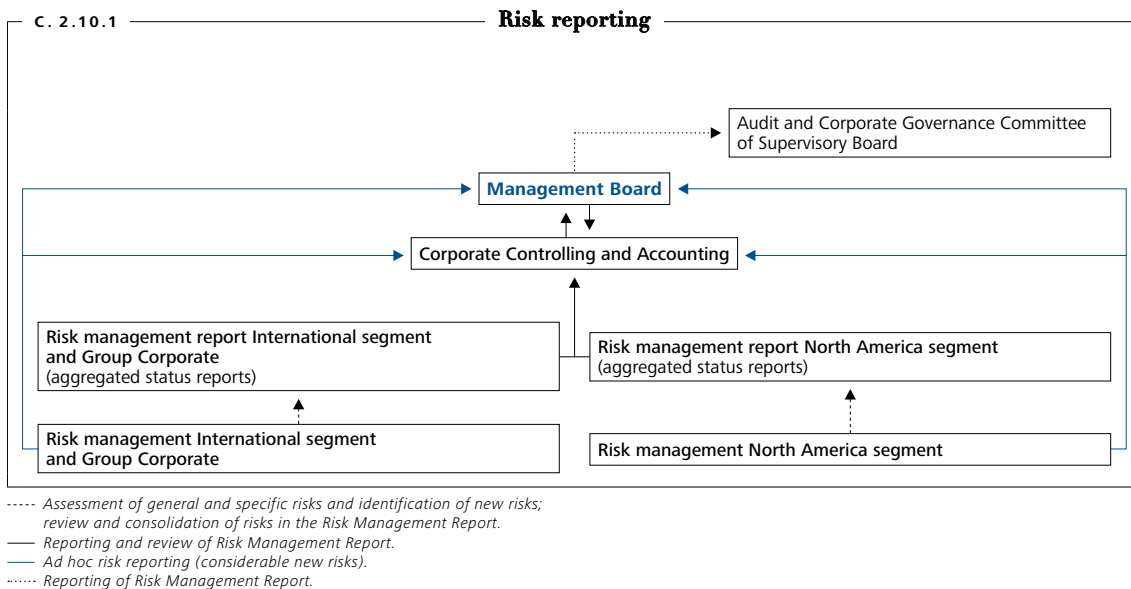 C. 2.10.1
Risk reporting
Audit and Corporate Governance Committee
of Supervisory Board
Management Board
Corporate Controlling and Accounting
Risk management report International segment
and Group Corporate
(aggregated status reports)
Risk management report North America segment
(aggregated status reports)
Risk management International segment
and Group Corporate
Risk management North America segment
Assessment of general and specific risks and identification of new risks;
review and consolidation of risks in the Risk Management Report.
Reporting and review of Risk Management Report.
Ad hoc risk reporting (considerable new risks).
Reporting of Risk Management Report.